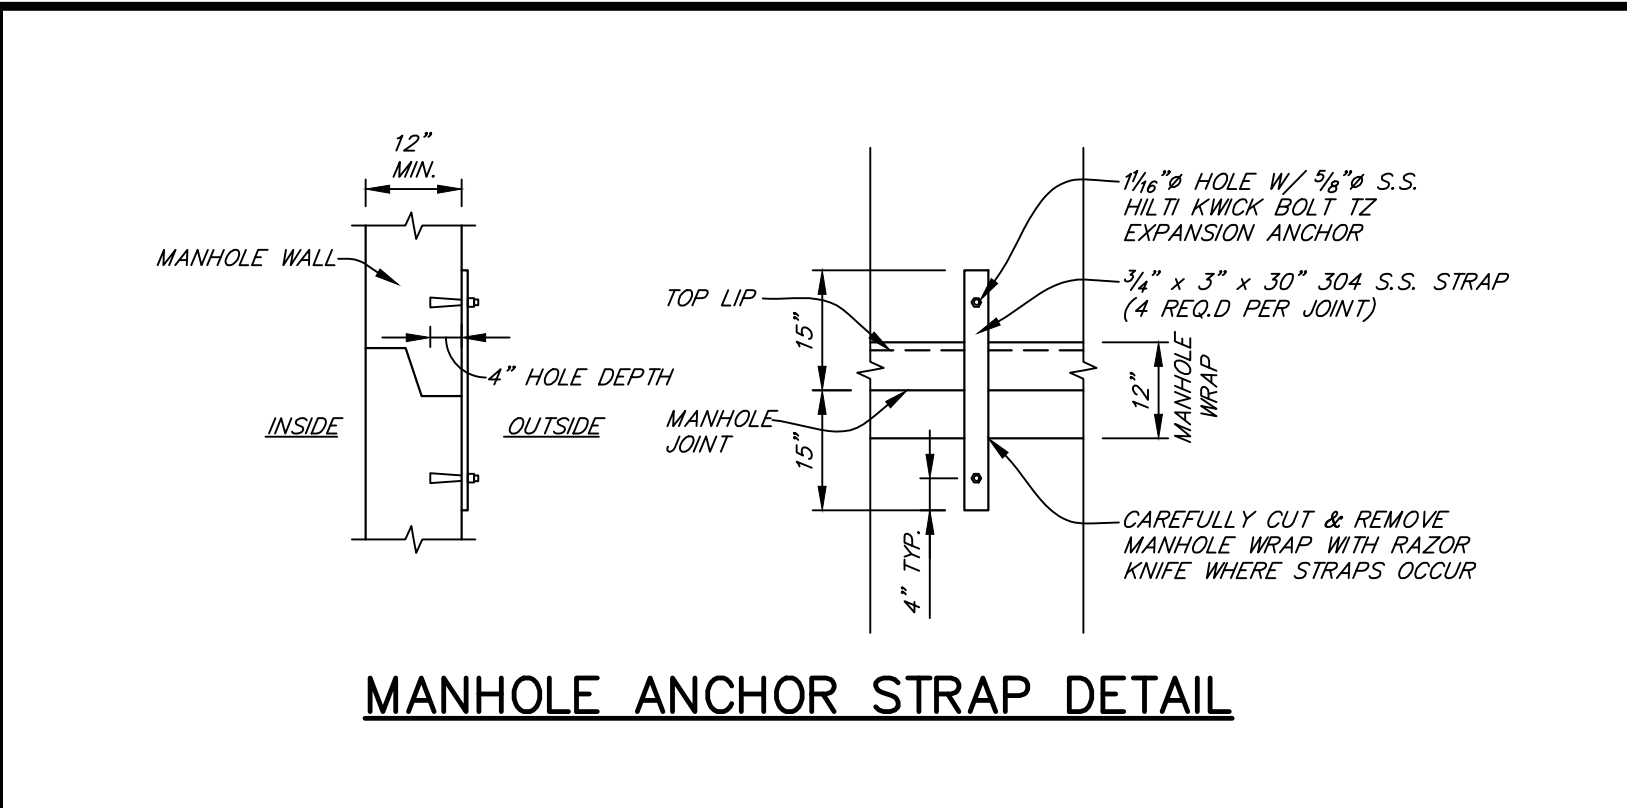 12"
MIN.
MANHOLE WALL
4" HOLE DEPTH
INSIDE
OUTSIDE
1 1/16"ø HOLE W/ 5/8"ø S.S.
HILTI KWICK BOLT TZ
EXPANSION ANCHOR
3/4" x 3" x 30" 304 S.S. STRAP
(4 REQ.D PER JOINT)
TOP LIP
15"
12"
MANHOLE
WRAP
MANHOLE
JOINT
15"
4" TYP.
CAREFULLY CUT & REMOVE
MANHOLE WRAP WITH RAZOR
KNIFE WHERE STRAPS OCCUR
MANHOLE ANCHOR STRAP DETAIL